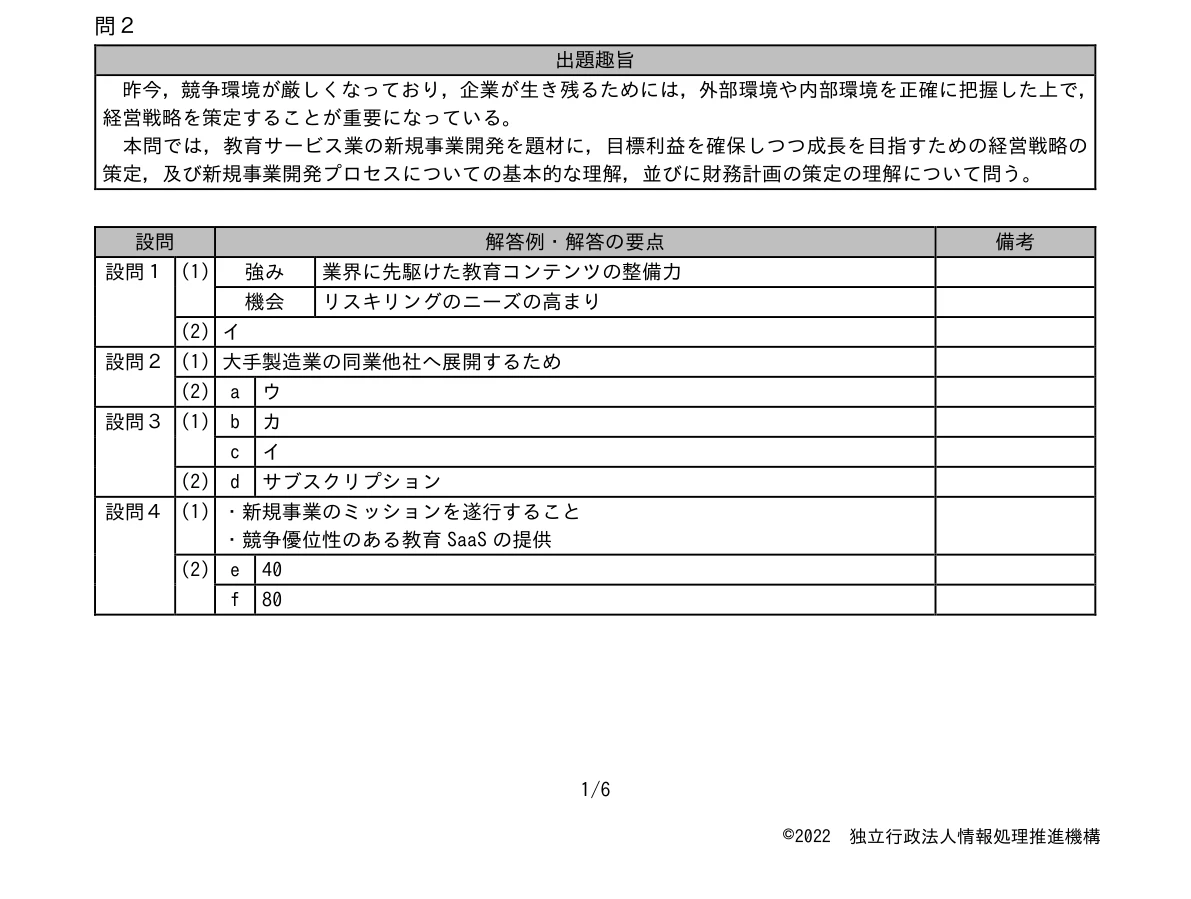 問２
出題趣旨
　昨今，競争環境が厳しくなっており，企業が生き残るためには，外部環境や内部環境を正確に把握した上で，
経営戦略を策定することが重要になっている。
　本問では，教育サービス業の新規事業開発を題材に，目標利益を確保しつつ成長を目指すための経営戦略の
策定，及び新規事業開発プロセスについての基本的な理解，並びに財務計画の策定の理解について問う。
設問 解答例・解答の要点 備考
設問１ (1) 強み 業界に先駆けた教育コンテンツの整備力
機会 リスキリングのニーズの高まり
(2) イ
設問２ (1) 大手製造業の同業他社へ展開するため
(2) a ウ
設問３ (1) b カ
c イ
(2) d サブスクリプション
設問４ (1) ・新規事業のミッションを遂行すること
・競争優位性のある教育 SaaS の提供
(2) e 40
f 80
1/6
©2022　独立行政法人情報処理推進機構